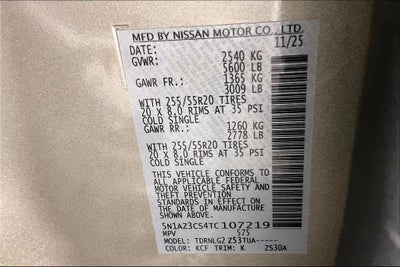 MFD BY NISSAN MOTOR CO., LTD.
DATE: 11/25
GVWR: 2540 KG
5600 LB
GAWR FR.: 1365 KG
3009 LB
WITH 255/55R20 TIRES
20 X 8.0 RIMS AT 35 PSI
COLD SINGLE
GAWR RR.: 1260 KG
2778 LB
WITH 255/55R20 TIRES
20 X 8.0 RIMS AT 35 PSI
COLD SINGLE
THIS VEHICLE CONFORMS TO
ALL APPLICABLE FEDERAL
MOTOR VEHICLE SAFETY AND
THEFT PREVENTION
STANDARDS IN EFFECT ON
THE DATE OF MANUFACTURE
SHOWN ABOVE.
5N1AZ3CS4TC107219
MPV 575
MODEL: TDRNLGZ Z53TUA-----
COLOR: KCF TRIM: K ZS30A